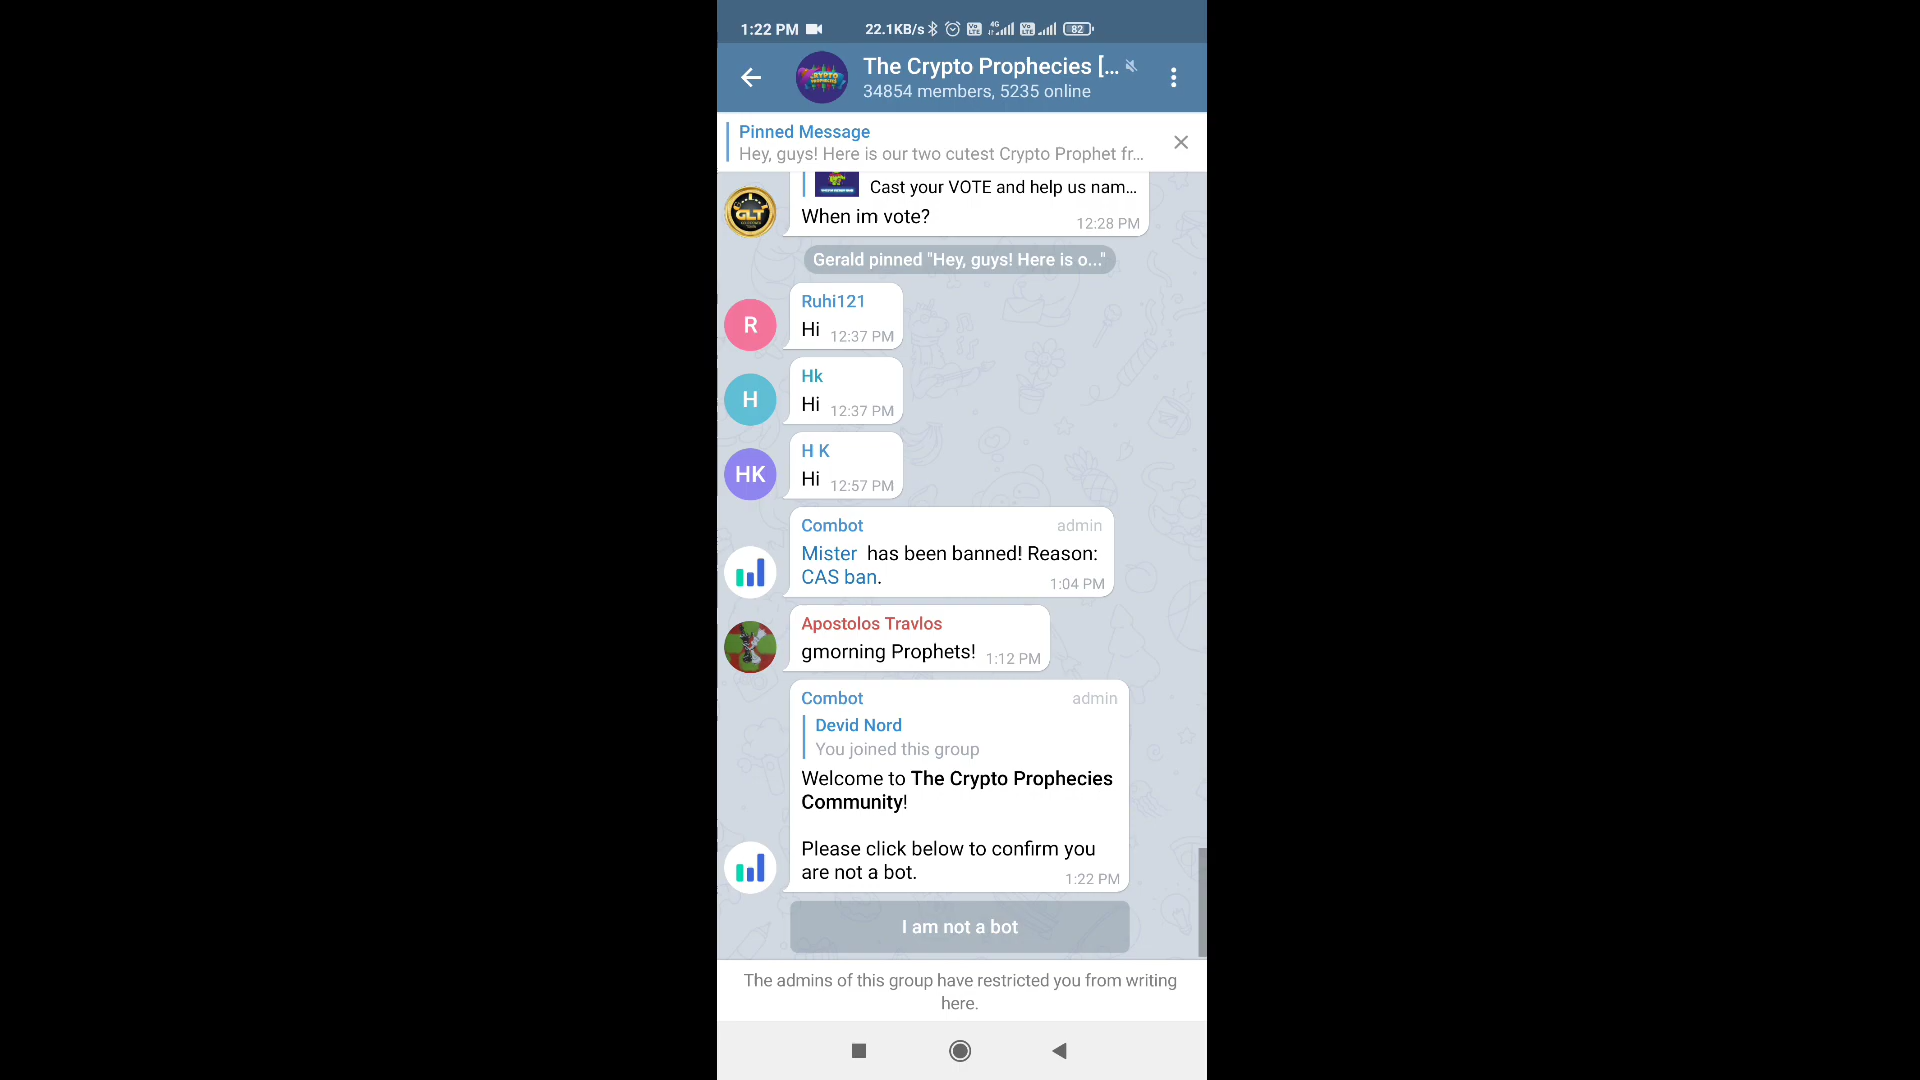 1:22 PM
22.1KB/s
4G
82
The Crypto Prophecies [...
34854 members, 5235 online
Pinned Message
Hey, guys! Here is our two cutest Crypto Prophet fr...
Cast your VOTE and help us nam...
When im vote?
12:28 PM
GLT
Gerald pinned "Hey, guys! Here is o..."
Ruhi121
R
Hi 12:37 PM
Hk
H
Hi 12:37 PM
H K
HK
Hi 12:57 PM
Combot admin
Mister has been banned! Reason:
CAS ban.
1:04 PM
Apostolos Travlos
gmorning Prophets! 1:12 PM
Combot admin
Devid Nord
You joined this group
Welcome to The Crypto Prophecies
Community!
Please click below to confirm you
are not a bot.
1:22 PM
I am not a bot
The admins of this group have restricted you from writing
here.